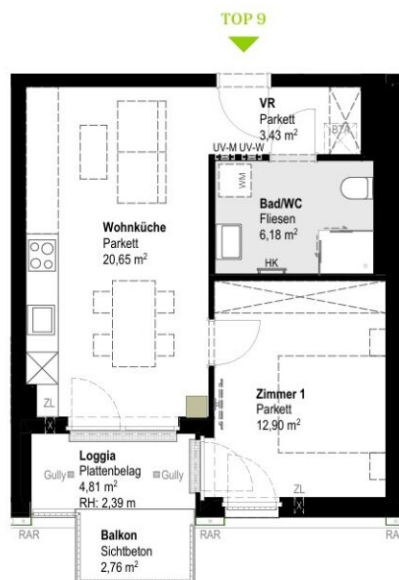 TOP 9
VR
Parkett
3,43 m²
BTA
UV-M UV-W
WM
Bad/WC
Fliesen
6,18 m²
HK
Wohnküche
Parkett
20,65 m²
Zimmer 1
Parkett
12,90 m²
ZL
ZL
Loggia
Plattenbelag
Gully 4,81 m² Gully
RH: 2,39 m
RAR RAR RAR
Balkon
Sichtbeton
2,76 m²